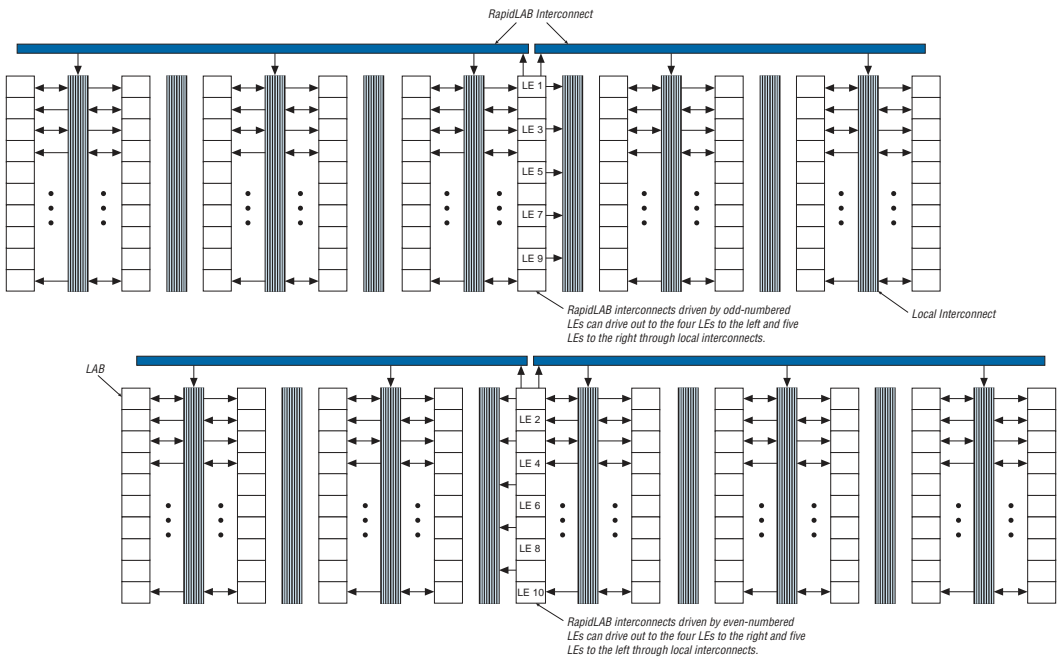 RapidLAB Interconnect
LE 1
LE 3
LE 5
LE 7
LE 9
RapidLAB interconnects driven by odd-numbered
LEs can drive out to the four LEs to the left and five
LEs to the right through local interconnects.
Local Interconnect
LAB
LE 2
LE 4
LE 6
LE 8
LE 10
RapidLAB interconnects driven by even-numbered
LEs can drive out to the four LEs to the right and five
LEs to the left through local interconnects.